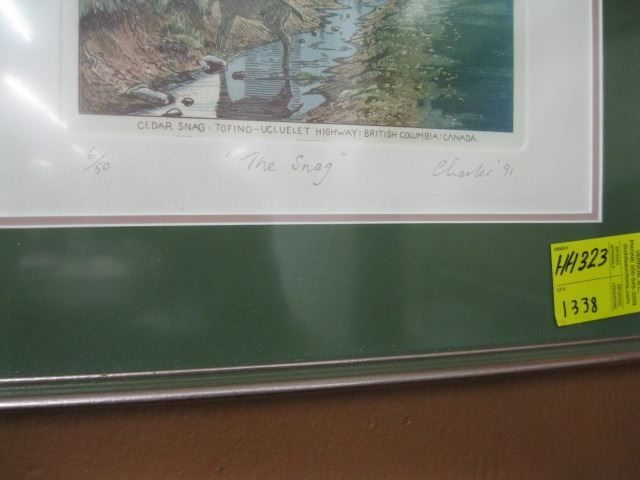 CEDAR SNAG: TOFINO-UCLUELET HIGHWAY: BRITISH COLUMBIA: CANADA
6/50 "The Snag" Charles '91.
HH323
1338